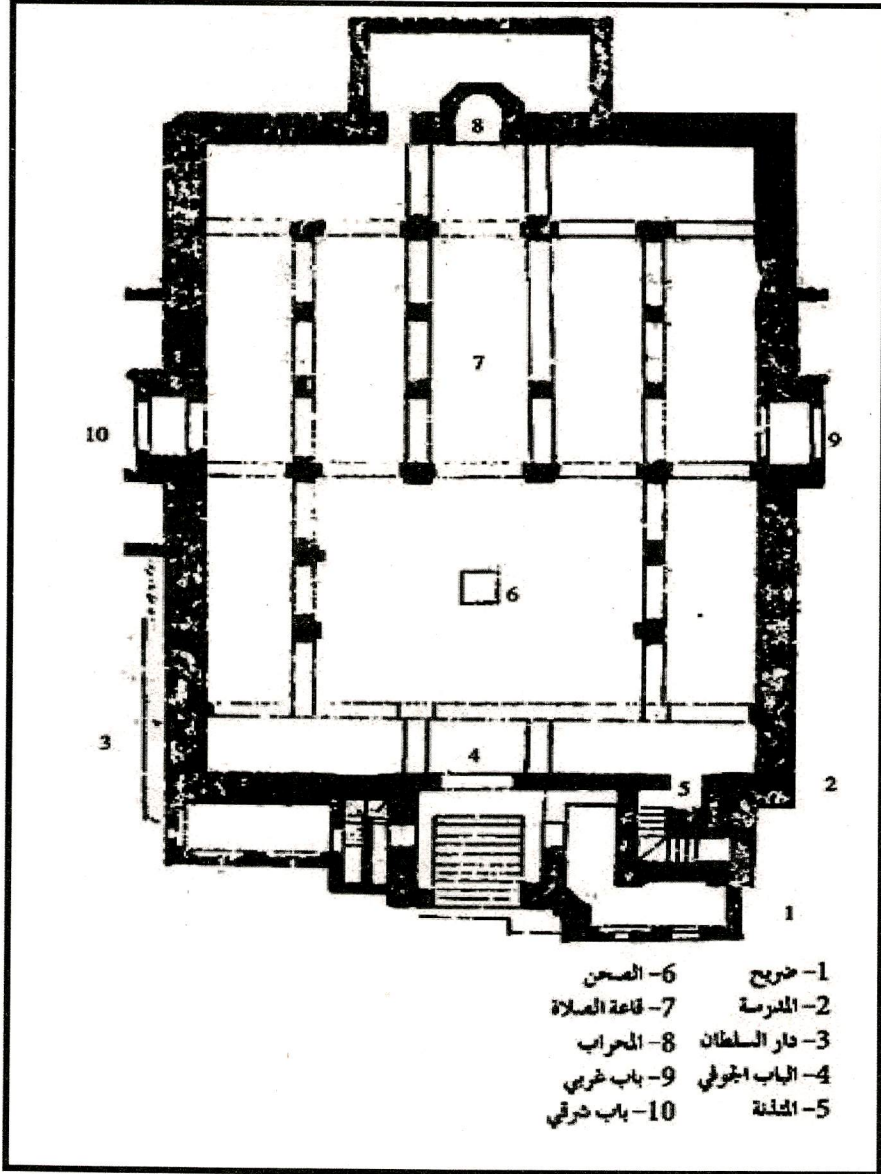 8
7
10
9
6
3
4
5
2
1
1- ضريح
2- المدرسة
3- دار السلطان
4- الباب الجوفي
5- المئذنة
6- الصحن
7- قاعة الصلاة
8- المحراب
9- باب غربي
10- باب شرقي